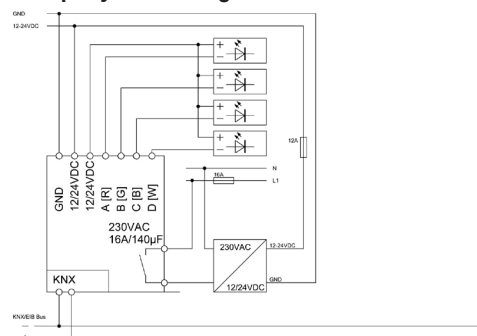 GND
12-24VDC
+
−
+
−
+
−
+
−
12A
N
16A
L1
GND
12/24VDC
12/24VDC
A [R]
B [G]
C [B]
D [W]
230VAC
16A/140µF
230VAC
12-24VDC
12/24VDC
GND
KNX
KNX/EIB Bus